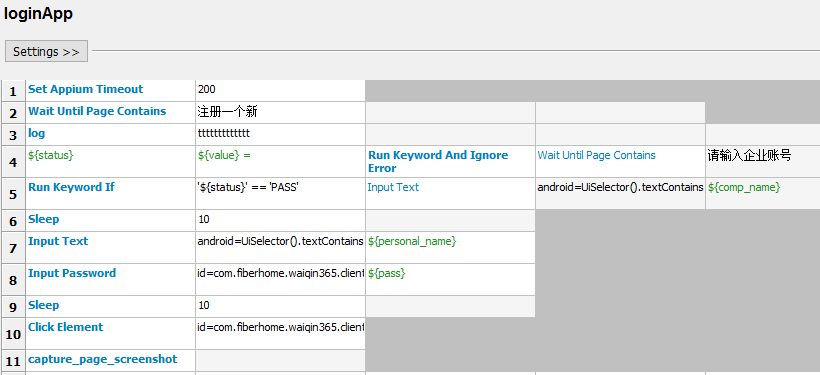 loginApp
Settings >>
1 Set Appium Timeout 200
2 Wait Until Page Contains 注册一个新
3 log ttttttttttttt
4 ${status} ${value} = Run Keyword And Ignore Error Wait Until Page Contains 请输入企业账号
5 Run Keyword If '${status}' == 'PASS' Input Text android=UiSelector().textContains ${comp_name}
6 Sleep 10
7 Input Text android=UiSelector().textContains ${personal_name}
8 Input Password id=com.fiberhome.waiqin365.client ${pass}
9 Sleep 10
10 Click Element id=com.fiberhome.waiqin365.client
11 capture_page_screenshot